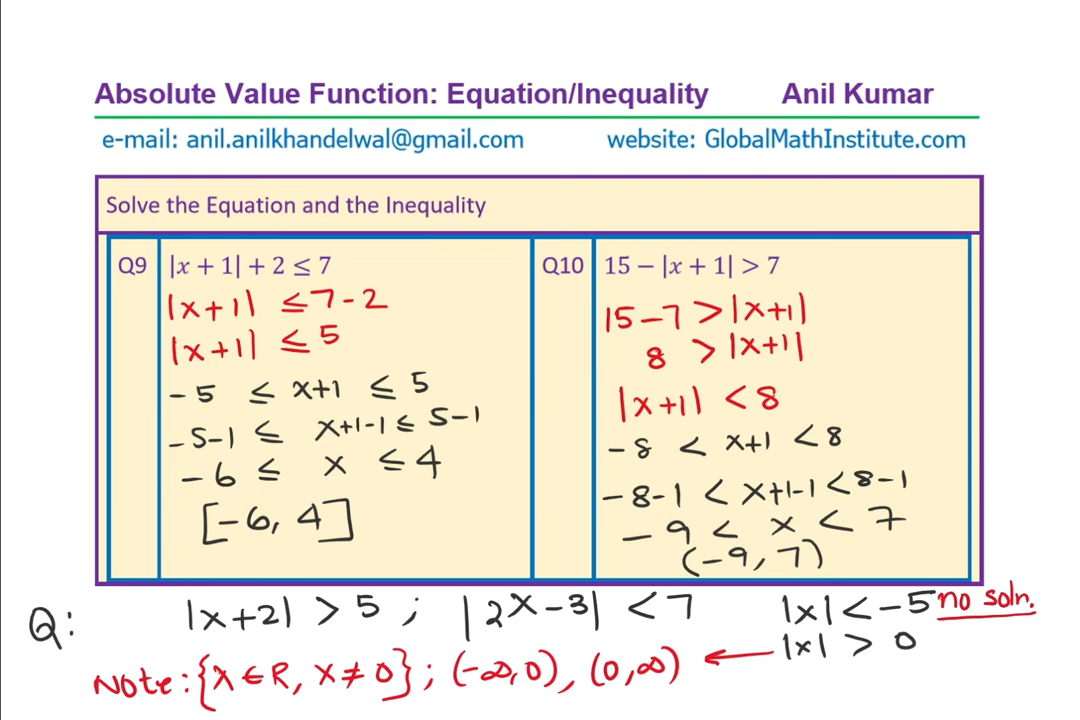 Absolute Value Function: Equation/Inequality Anil Kumar
e-mail: anil.anilkhandelwal@gmail.com website: GlobalMathInstitute.com
Solve the Equation and the Inequality
Q9 |x + 1| + 2 ≤ 7
|x+1| ≤ 7-2
|x+1| ≤ 5
-5 ≤ x+1 ≤ 5
-5-1 ≤ x+1-1 ≤ 5-1
-6 ≤ x ≤ 4
[-6, 4]
Q10 15 − |x + 1| > 7
15-7 > |x+1|
8 > |x+1|
|x+1| < 8
-8 < x+1 < 8
-8-1 < x+1-1 < 8-1
-9 < x < 7
(-9, 7)
Q: |x+2| > 5 ; |2x-3| < 7 |x| < -5 no soln.
|x| > 0
Note: {x ∈ R, x ≠ 0} ; (-∞, 0), (0, ∞) ←